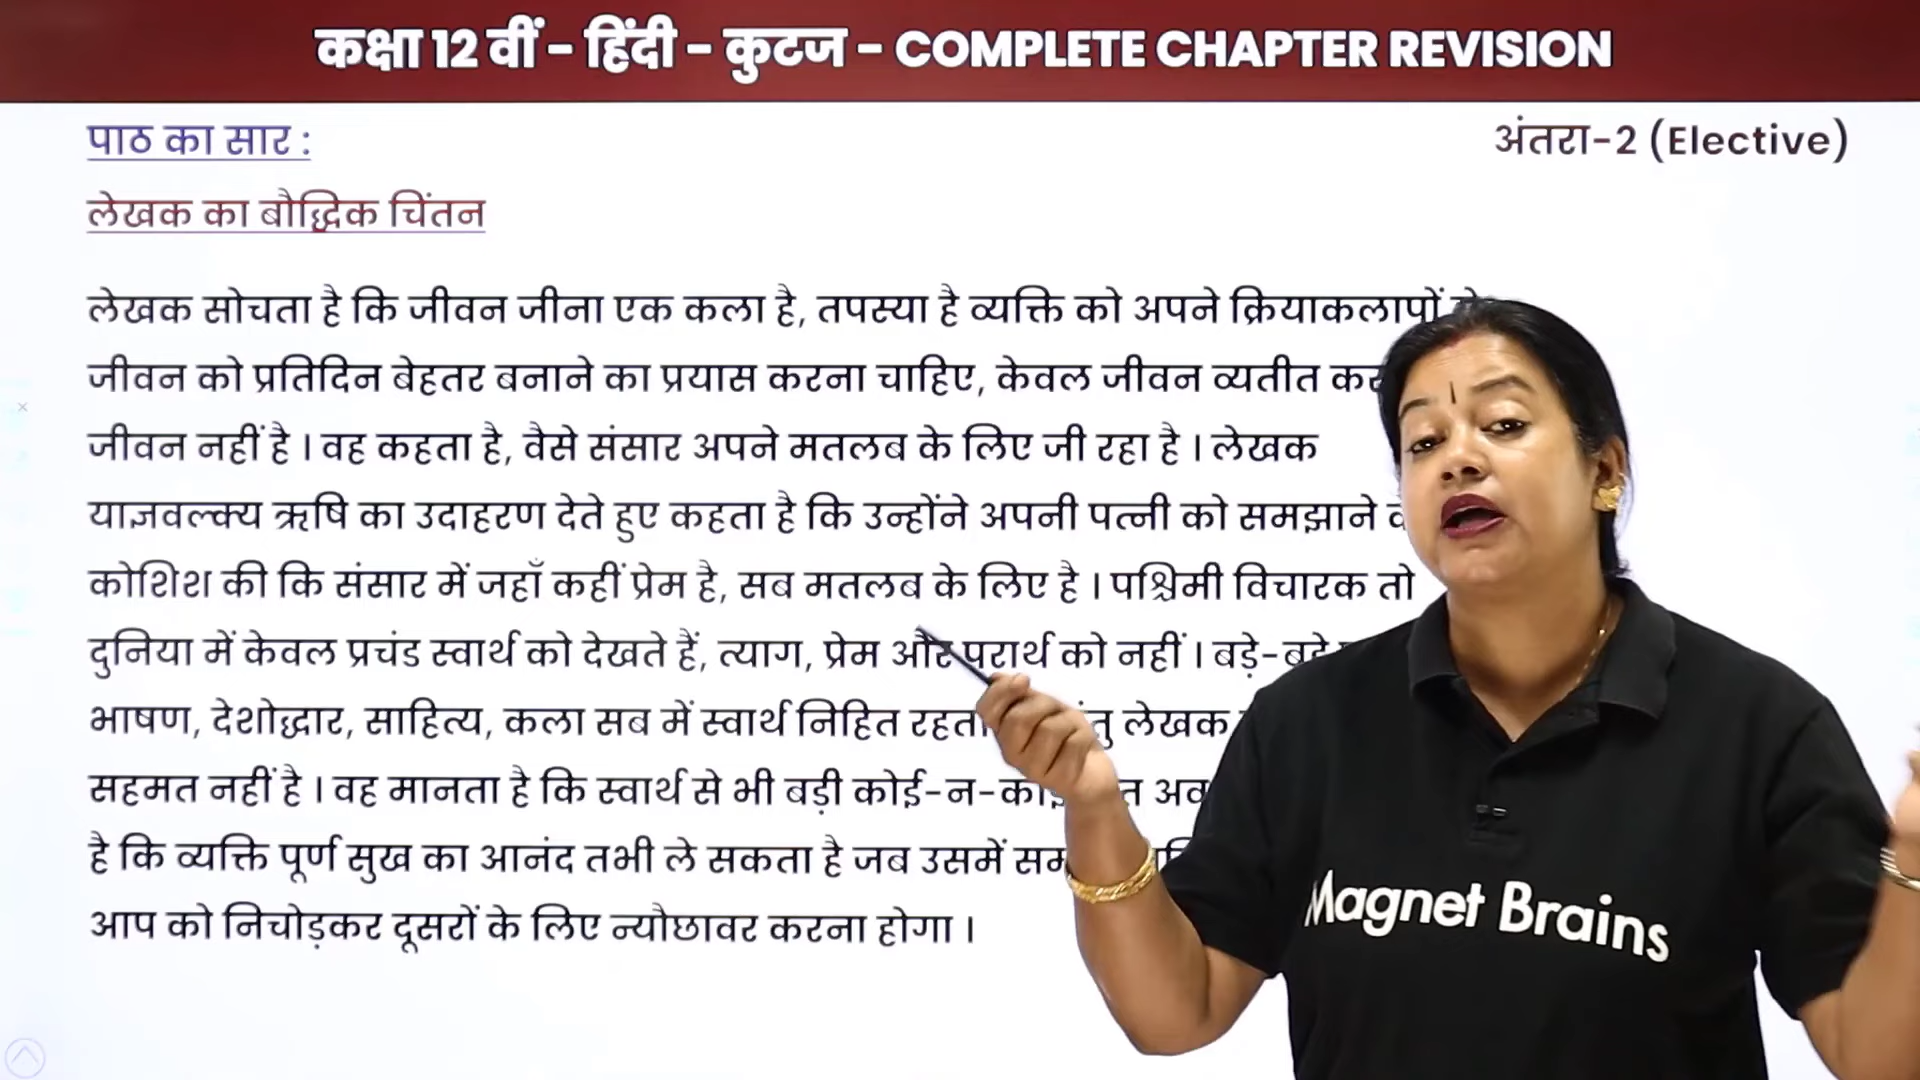 कक्षा 12 वीं - हिंदी - कुटज - COMPLETE CHAPTER REVISION
पाठ का सार :
अंतरा-2 (Elective)
लेखक का बौद्धिक चिंतन
लेखक सोचता है कि जीवन जीना एक कला है, तपस्या है व्यक्ति को अपने क्रियाकलापों
जीवन को प्रतिदिन बेहतर बनाने का प्रयास करना चाहिए, केवल जीवन व्यतीत
जीवन नहीं है । वह कहता है, वैसे संसार अपने मतलब के लिए जी रहा है । लेखक
याज्ञवल्क्य ऋषि का उदाहरण देते हुए कहता है कि उन्होंने अपनी पत्नी को समझाने
कोशिश की कि संसार में जहाँ कहीं प्रेम है, सब मतलब के लिए है । पश्चिमी विचारक तो
दुनिया में केवल प्रचंड स्वार्थ को देखते हैं, त्याग, प्रेम और परार्थ को नहीं । बड़े-बड़े
भाषण, देशोद्धार, साहित्य, कला सब में स्वार्थ निहित रहता लेखक
सहमत नहीं है । वह मानता है कि स्वार्थ से भी बड़ी कोई-न-कोई
है कि व्यक्ति पूर्ण सुख का आनंद तभी ले सकता है जब उसमें
आप को निचोड़कर दूसरों के लिए न्यौछावर करना होगा ।
Magnet Brains